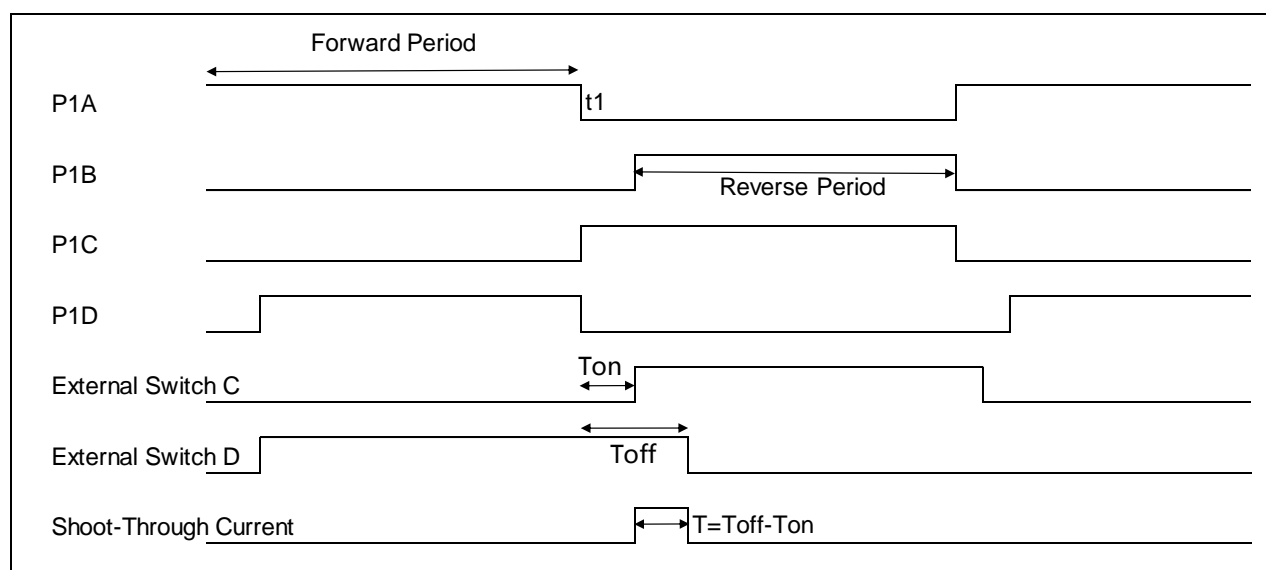 Forward Period
P1A
t1
P1B
Reverse Period
P1C
P1D
Ton
External Switch C
External Switch D
Toff
Shoot-Through Current
T=Toff-Ton